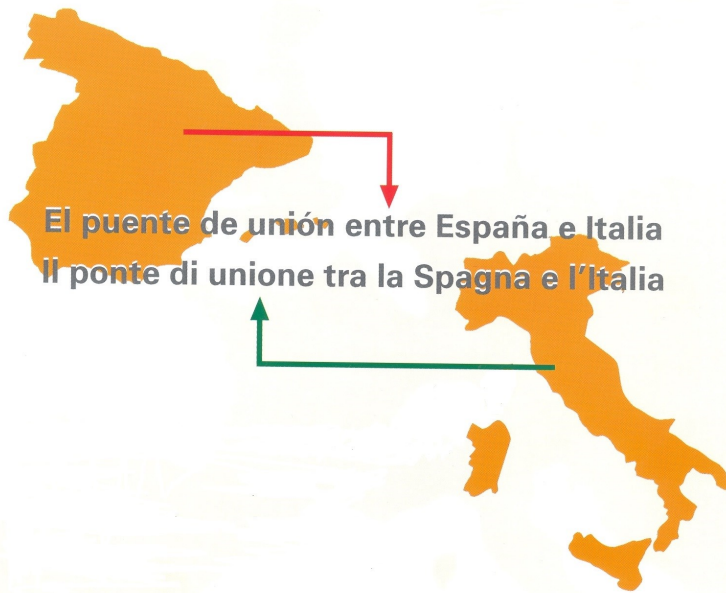 El puente de unión entre España e Italia
Il ponte di unione tra la Spagna e l'Italia